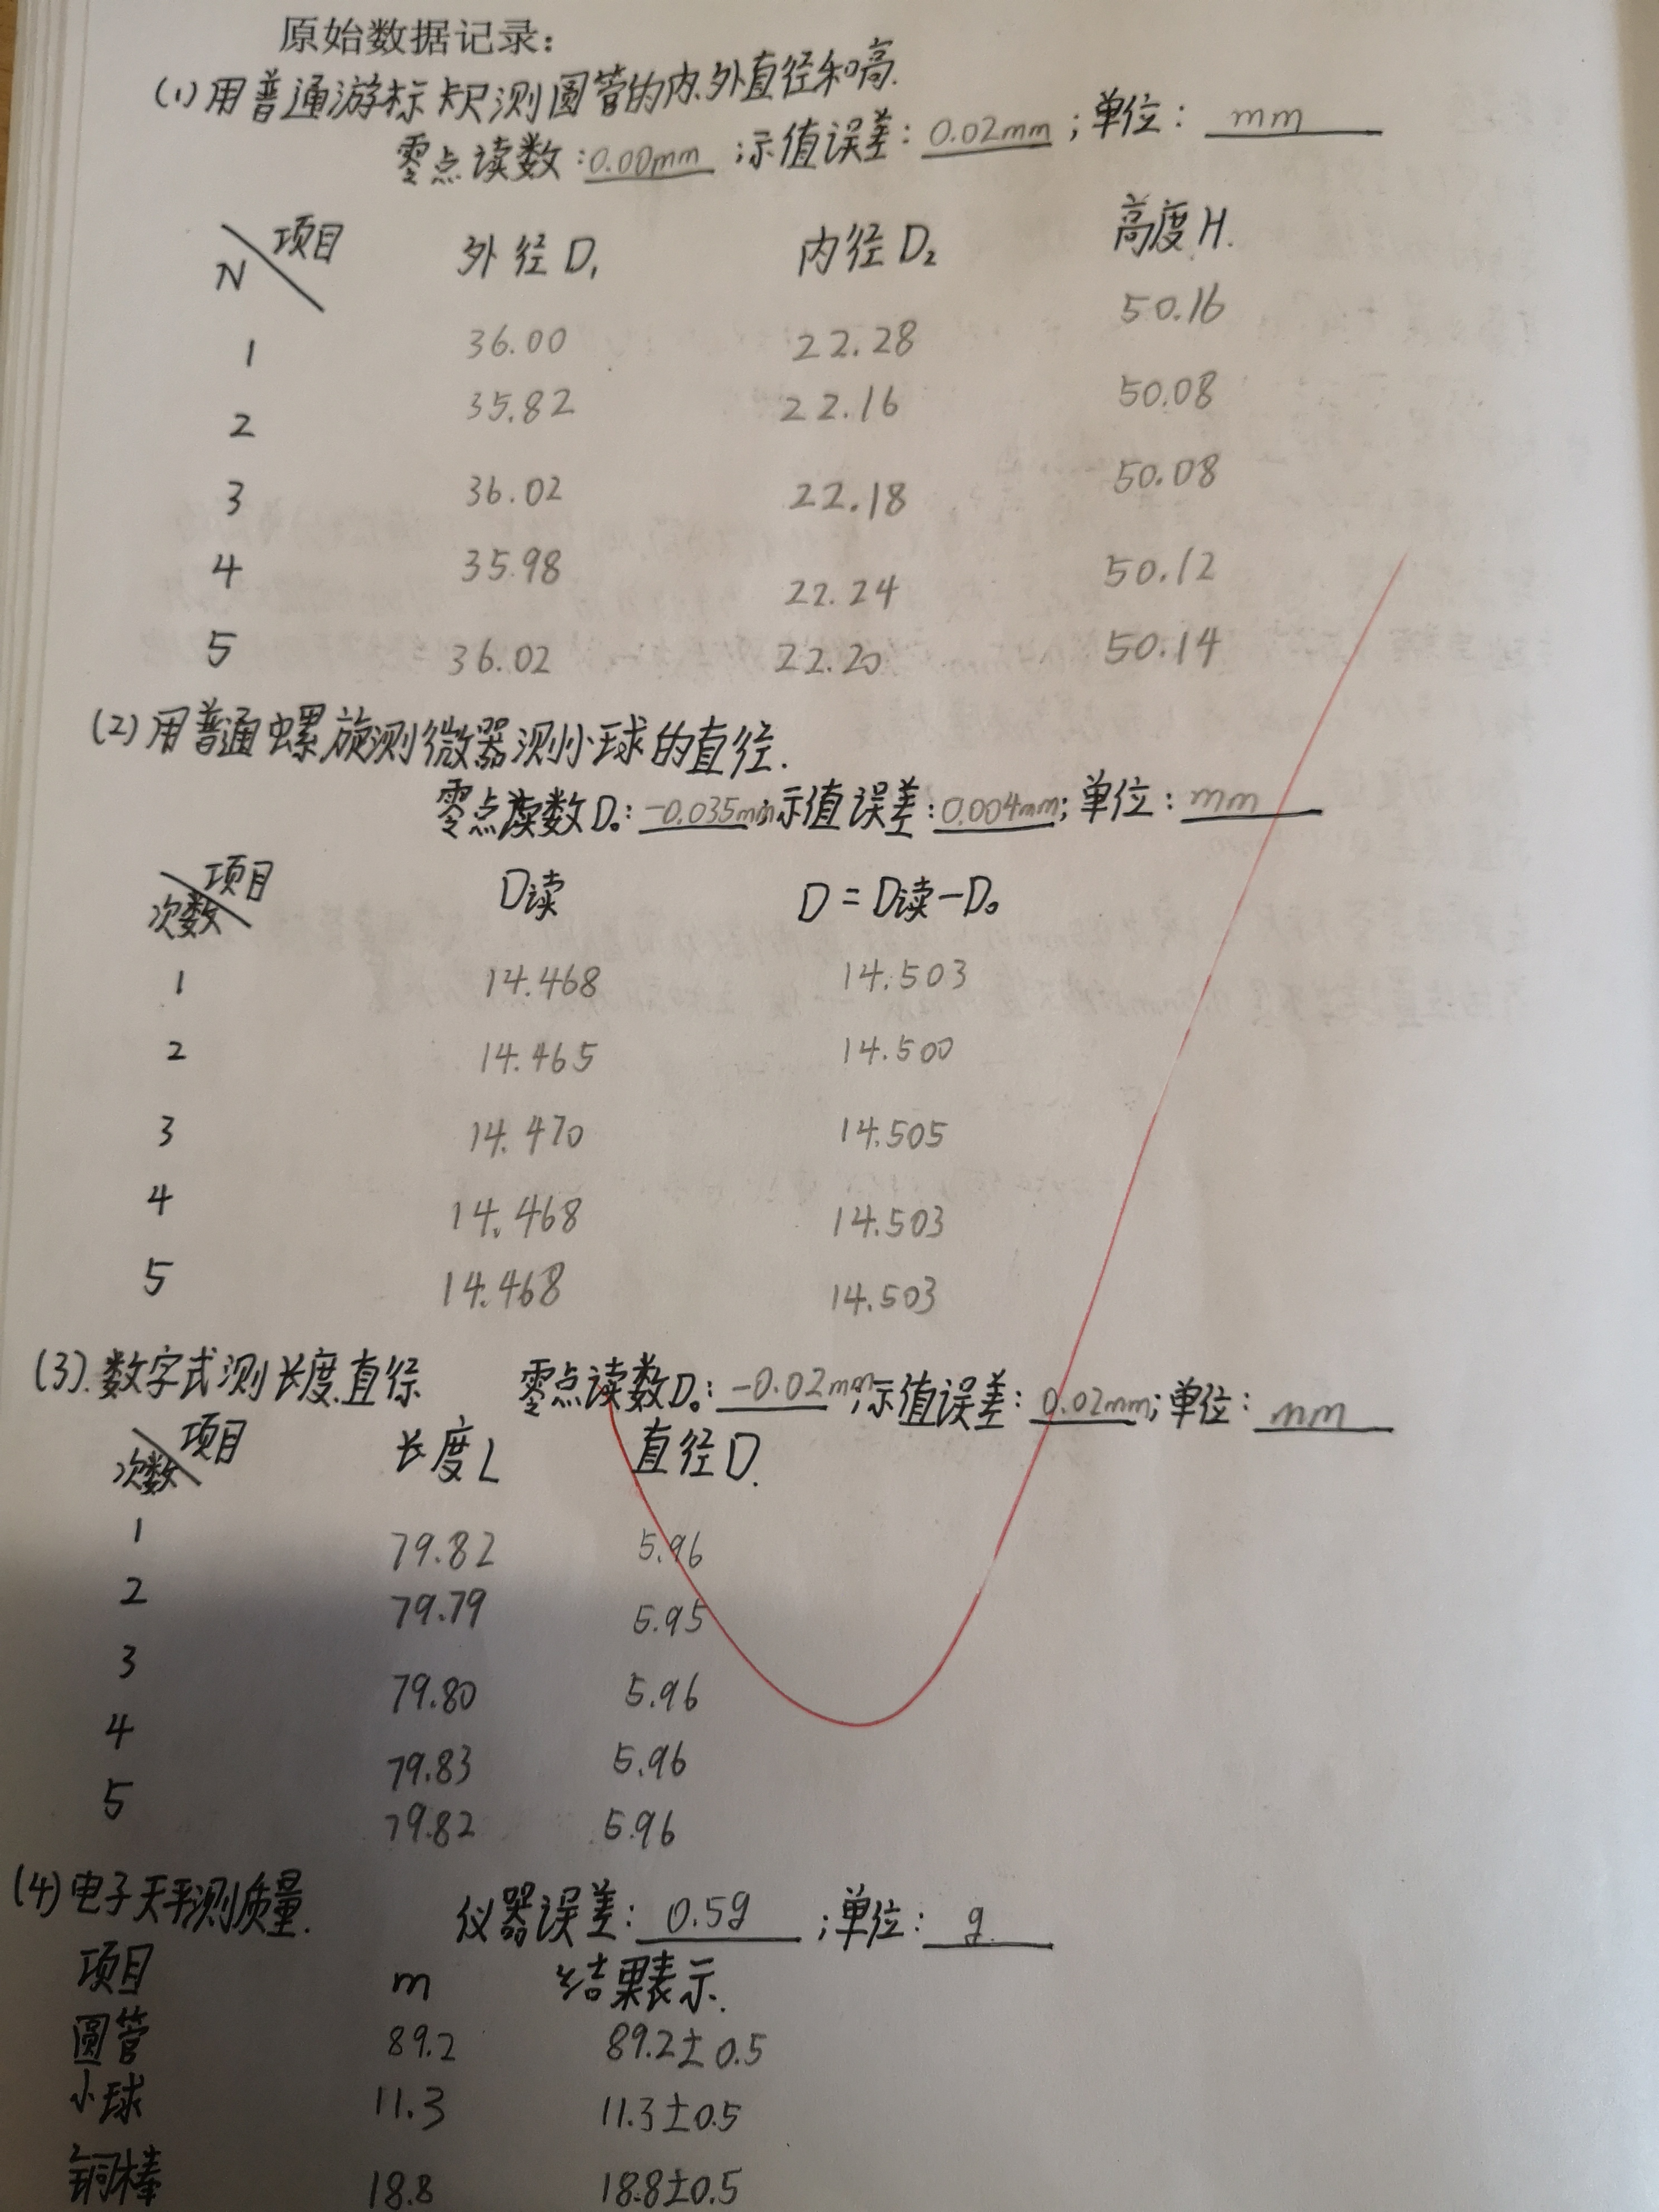 原始数据记录:
(1)用普通游标卡尺测圆管的内.外直径和高.
零点读数:0.00mm ;示值误差:0.02mm;单位: mm
N 项目 外径D₁ 内径D₂ 高度H.
1 36.00 22.28 50.16
2 35.82 22.16 50.08
3 36.02 22.18 50.08
4 35.98 22.24 50.12
5 36.02 22.20 50.14
(2)用普通螺旋测微器测小球的直径.
零点读数D₀:-0.035mm;示值误差:0.004mm;单位:mm
次数 项目 D读 D=D读-D₀
1 14.468 14.503
2 14.465 14.500
3 14.470 14.505
4 14.468 14.503
5 14.468 14.503
(3).数字式测长度.直径 零点读数D₀:-0.02mm;示值误差:0.02mm;单位:mm
次数 项目 长度L 直径D.
1 79.82 5.96
2 79.79 5.95
3 79.80 5.96
4 79.83 5.96
5 79.82 5.96
(4)电子天平测质量. 仪器误差:0.5g;单位:g.
项目 m 结果表示.
圆管 89.2 89.2±0.5
小球 11.3 11.3±0.5
铜棒 18.8 18.8±0.5